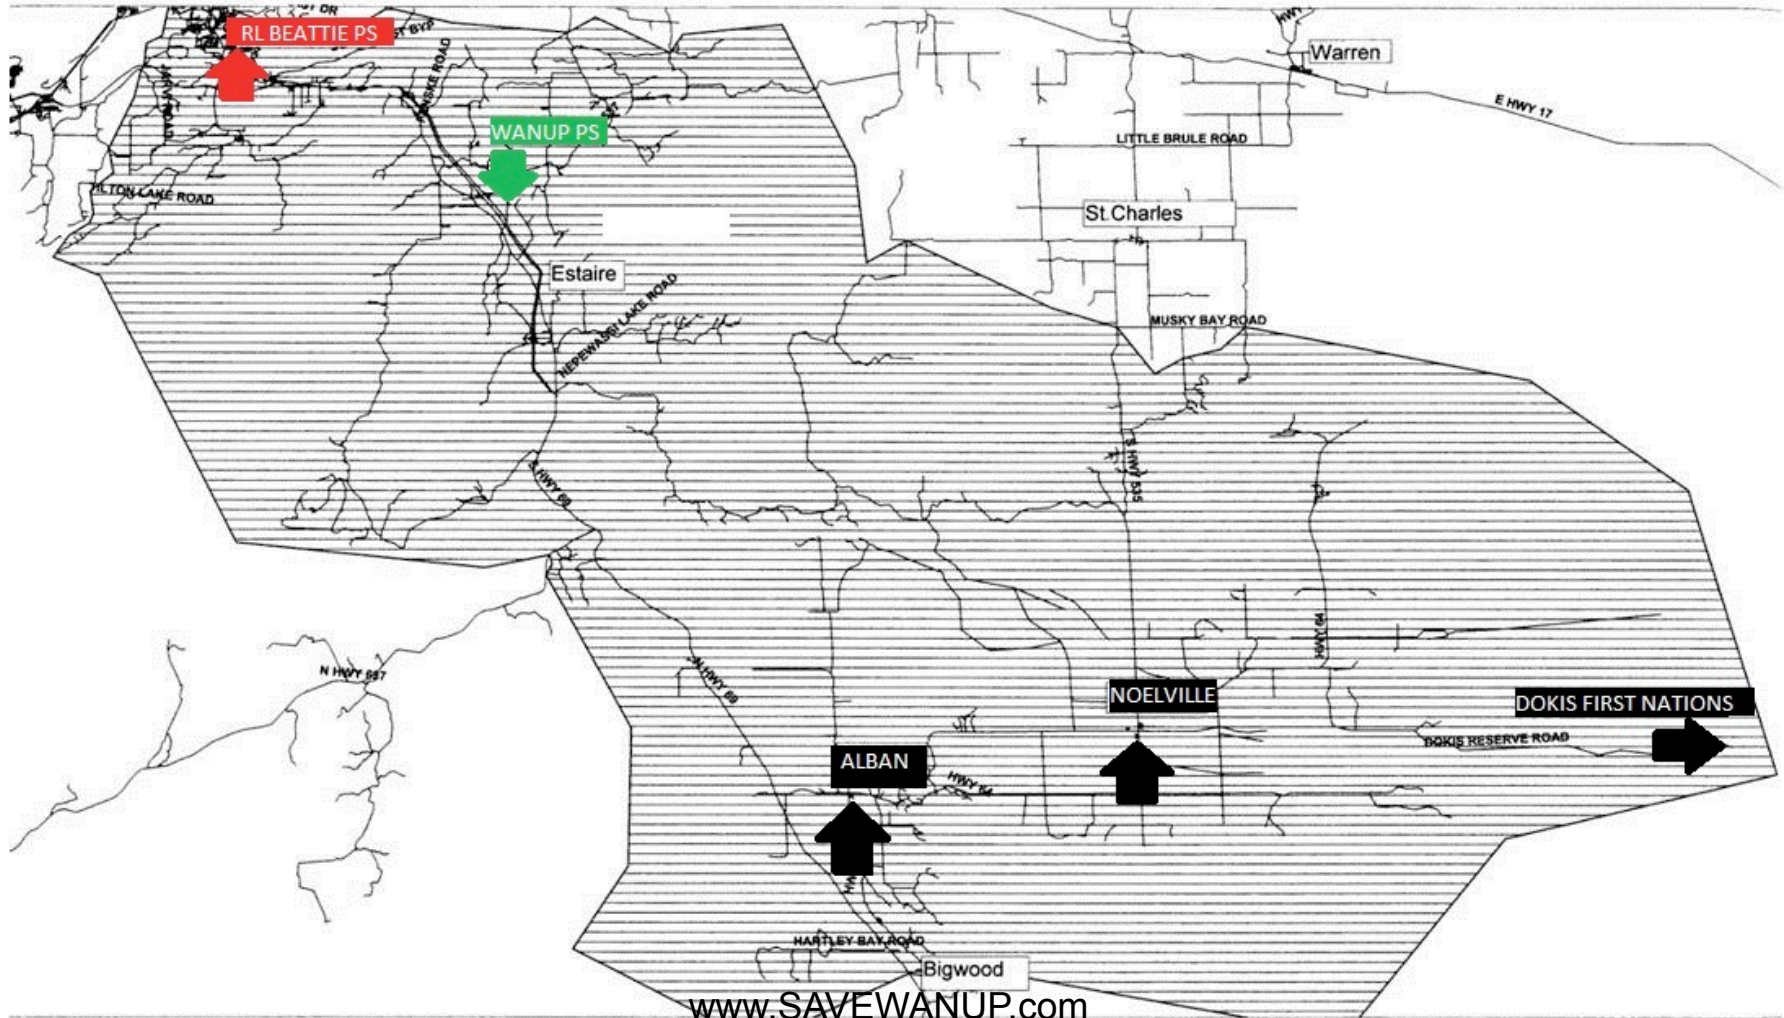 RL BEATTIE PS
Warren
E HWY 17
WANUP PS
LITTLE BRULE ROAD
LAKE ROAD
St.Charles
Estaire
NEPEWASSI LAKE ROAD
MUSKY BAY ROAD
S HWY 69
S HWY 535
HWY 64
N HWY 69
N HWY 637
NOELVILLE
DOKIS FIRST NATIONS
DOKIS RESERVE ROAD
ALBAN
HWY 64
HARTLEY BAY ROAD
Bigwood
www.SAVEWANUP.com